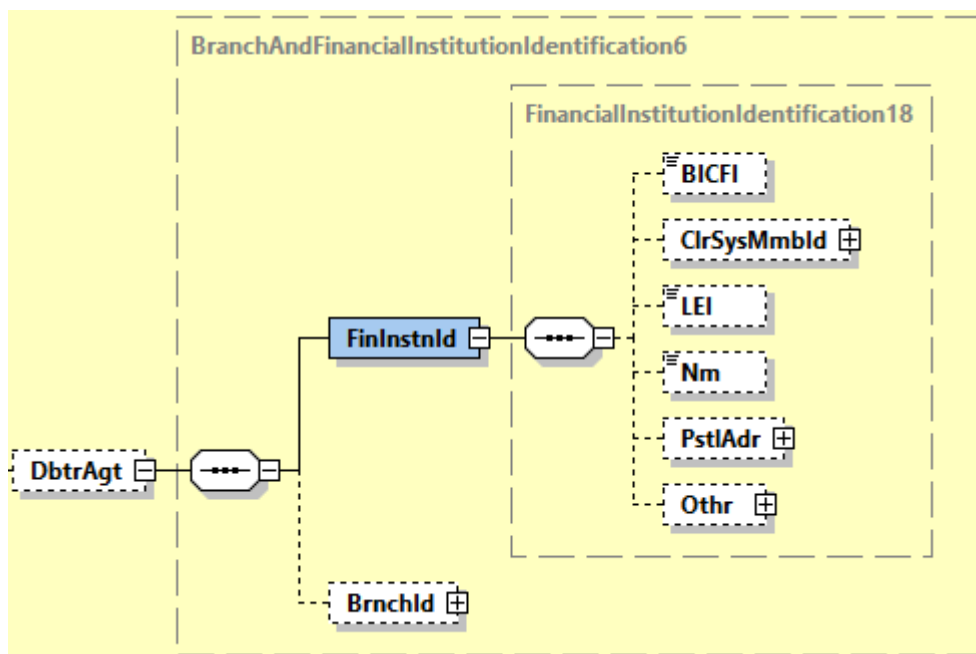 BranchAndFinancialInstitutionIdentification6
FinancialInstitutionIdentification18
BICFI
ClrSysMmbId
LEI
FinInstnId
Nm
PstlAdr
DbtrAgt
Othr
BrnchId